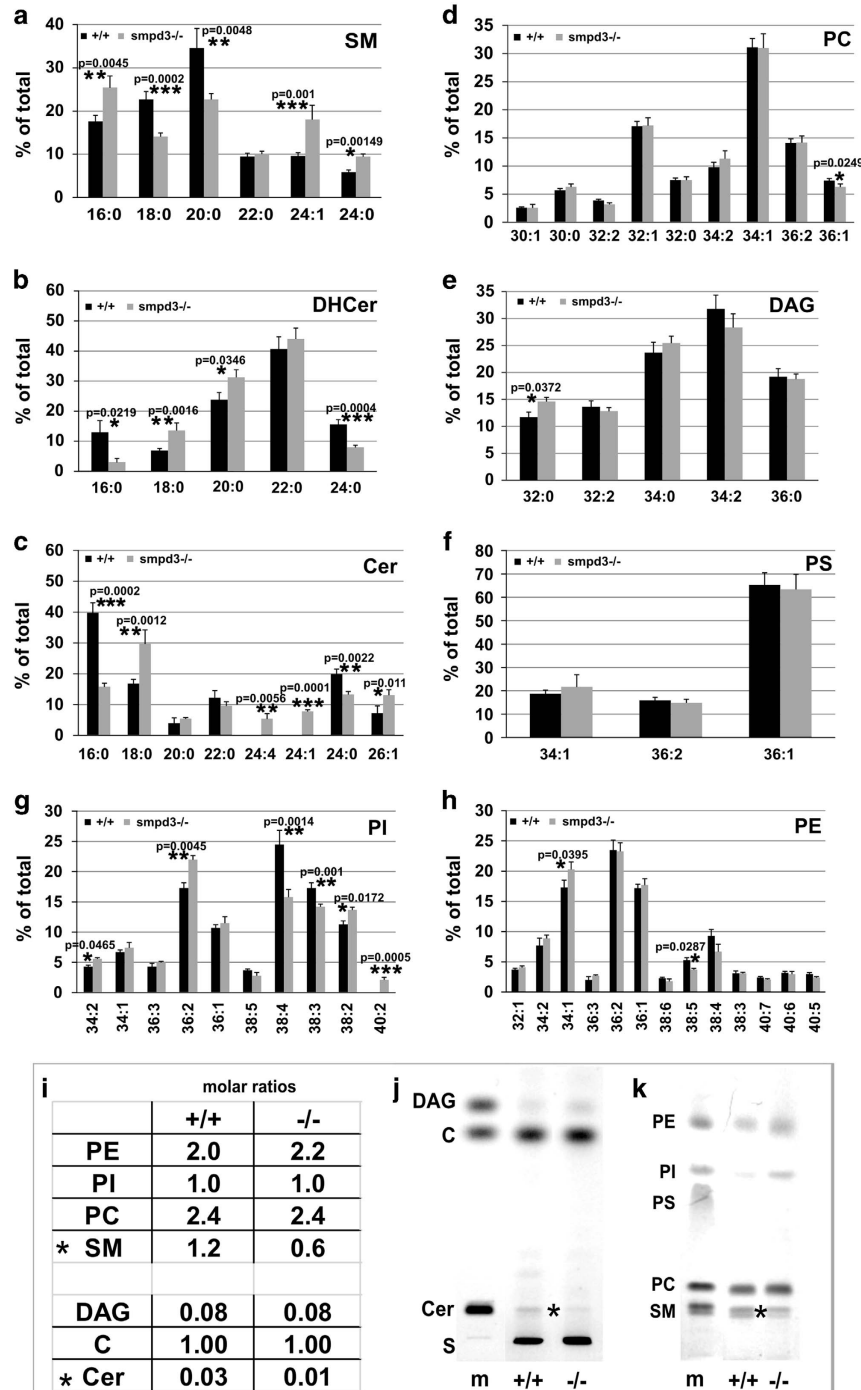 a
+/+ smpd3-/-
SM
p=0.0048
**
p=0.0045
**
p=0.0002
***
p=0.001
***
p=0.00149
*
% of total
40
30
20
10
0
16:0 18:0 20:0 22:0 24:1 24:0
d
+/+ smpd3-/-
PC
p=0.0249
*
% of total
35
30
25
20
15
10
5
0
30:1 30:0 32:2 32:1 32:0 34:2 34:1 36:2 36:1
b
+/+ smpd3-/-
DHCer
p=0.0219
*
p=0.0016
**
p=0.0346
*
p=0.0004
***
% of total
60
50
40
30
20
10
0
16:0 18:0 20:0 22:0 24:0
e
+/+ smpd3-/-
DAG
p=0.0372
*
% of total
35
30
25
20
15
10
5
0
32:0 32:2 34:0 34:2 36:0
c
+/+ smpd3-/-
Cer
p=0.0002
***
p=0.0012
**
p=0.0056
**
p=0.0001
***
p=0.0022
**
p=0.011
*
% of total
60
50
40
30
20
10
0
16:0 18:0 20:0 22:0 24:4 24:1 24:0 26:1
f
+/+ smpd3-/-
PS
% of total
80
70
60
50
40
30
20
10
0
34:1 36:2 36:1
g
+/+ smpd3-/-
PI
p=0.0465
*
p=0.0045
**
p=0.0014
**
p=0.001
**
p=0.0172
*
p=0.0005
***
% of total
30
25
20
15
10
5
0
34:2 34:1 36:3 36:2 36:1 38:5 38:4 38:3 38:2 40:2
h
+/+ smpd3-/-
PE
p=0.0395
*
p=0.0287
*
% of total
30
25
20
15
10
5
0
32:1 34:2 34:1 36:3 36:2 36:1 38:6 38:5 38:4 38:3 40:7 40:6 40:5
i
molar ratios
+/+ -/-
PE 2.0 2.2
PI 1.0 1.0
PC 2.4 2.4
* SM 1.2 0.6
DAG 0.08 0.08
C 1.00 1.00
* Cer 0.03 0.01
j
DAG
C
Cer
*
S
m +/+ -/-
k
PE
PI
PS
PC
SM
*
m +/+ -/-